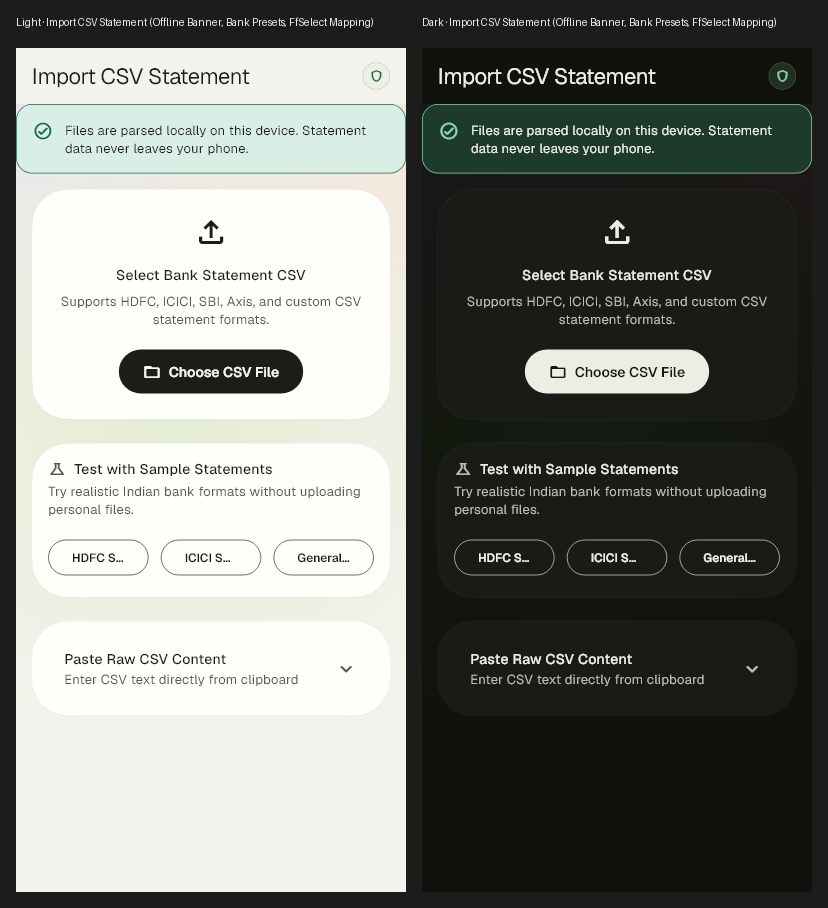 Light · Import CSV Statement (Offline Banner, Bank Presets, FfSelect Mapping)
Import CSV Statement
Files are parsed locally on this device. Statement
data never leaves your phone.
Select Bank Statement CSV
Supports HDFC, ICICI, SBI, Axis, and custom CSV
statement formats.
Choose CSV File
Test with Sample Statements
Try realistic Indian bank formats without uploading
personal files.
HDFC S...
ICICI S...
General...
Paste Raw CSV Content
Enter CSV text directly from clipboard
Dark · Import CSV Statement (Offline Banner, Bank Presets, FfSelect Mapping)
Import CSV Statement
Files are parsed locally on this device. Statement
data never leaves your phone.
Select Bank Statement CSV
Supports HDFC, ICICI, SBI, Axis, and custom CSV
statement formats.
Choose CSV File
Test with Sample Statements
Try realistic Indian bank formats without uploading
personal files.
HDFC S...
ICICI S...
General...
Paste Raw CSV Content
Enter CSV text directly from clipboard